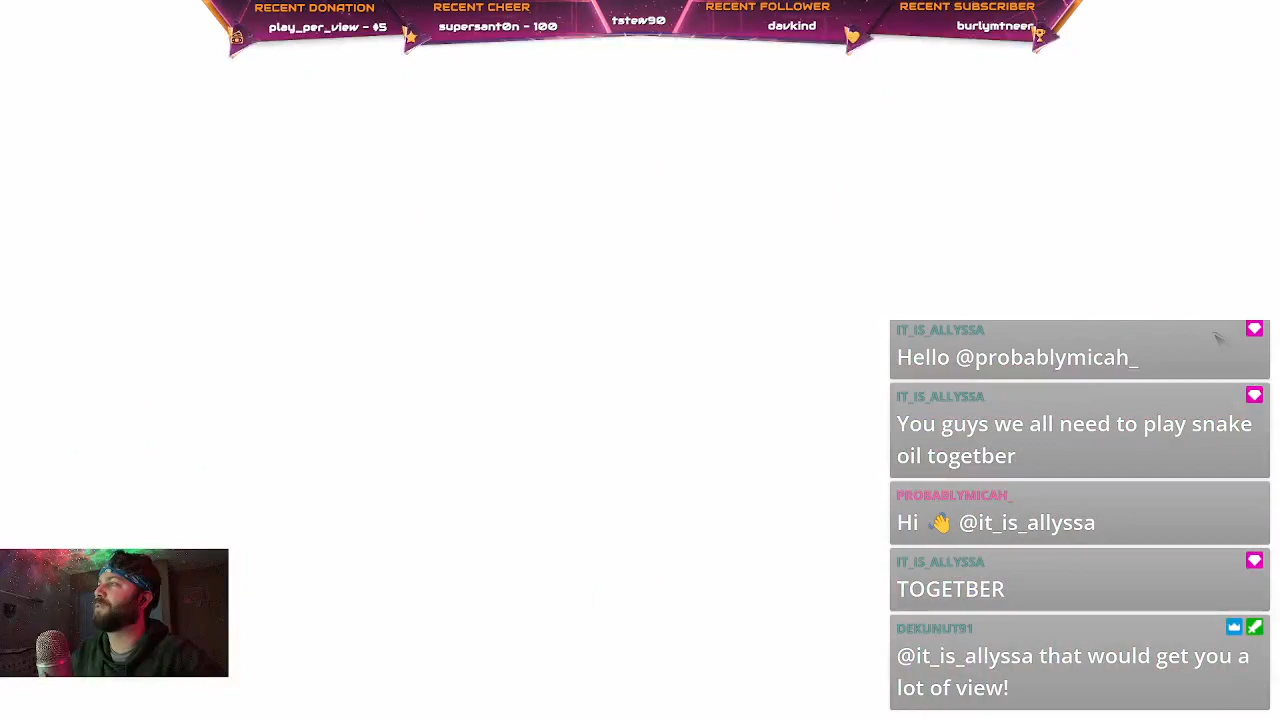 RECENT DONATION
play_per_view - $5
RECENT CHEER
supersant0n - 100
tstew90
RECENT FOLLOWER
davkind
RECENT SUBSCRIBER
burlymtneer
IT_IS_ALLYSSA
Hello @probablymicah_
IT_IS_ALLYSSA
You guys we all need to play snake
oil togetber
PROBABLYMICAH_
Hi 👋 @it_is_allyssa
IT_IS_ALLYSSA
TOGETBER
DEKUNUT91
@it_is_allyssa that would get you a
lot of view!